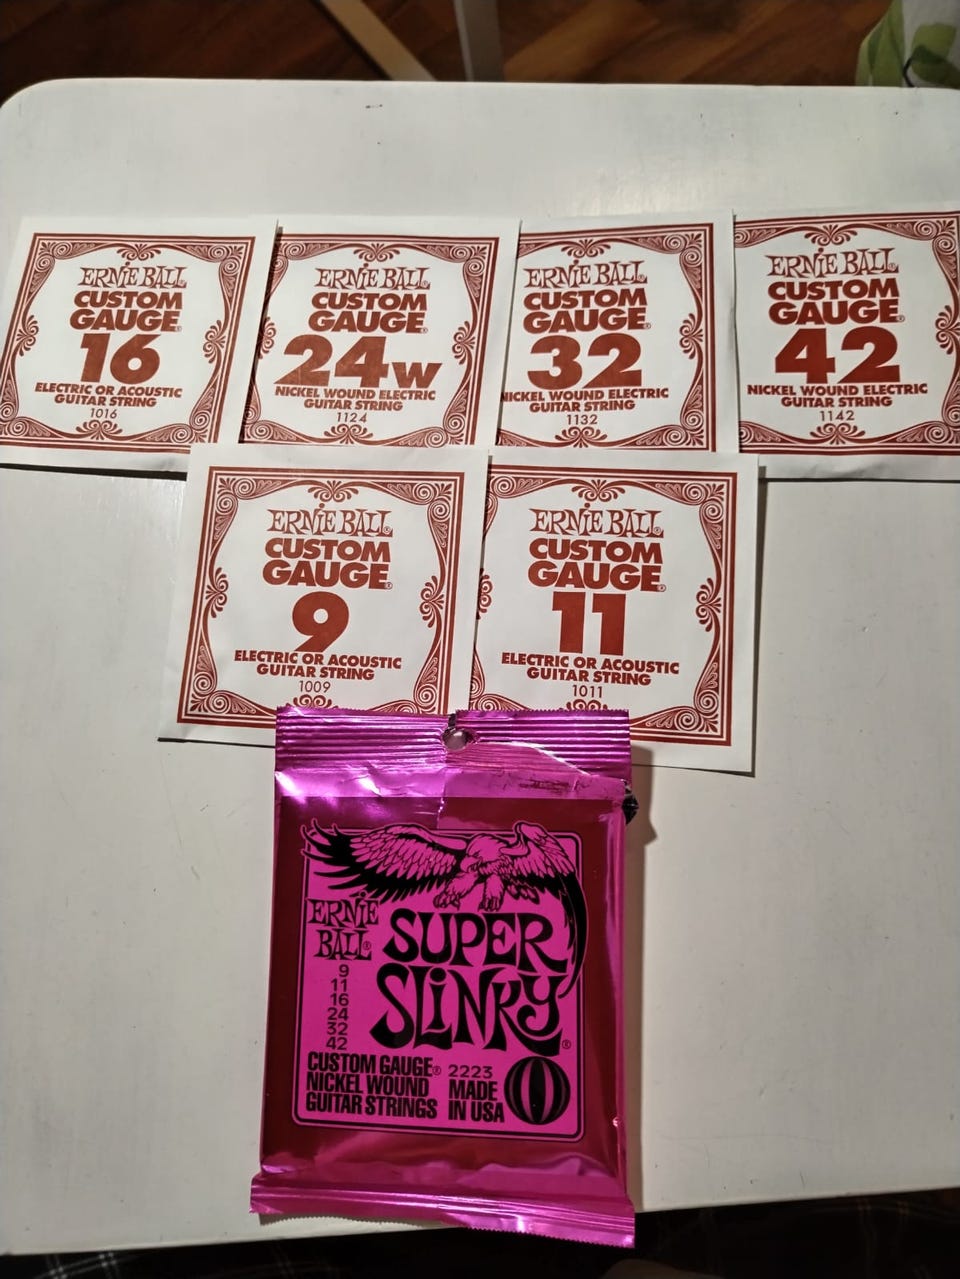 ERNIE BALL®
CUSTOM
GAUGE®
16
ELECTRIC OR ACOUSTIC
GUITAR STRING
1016
ERNIE BALL®
CUSTOM
GAUGE®
24w
NICKEL WOUND ELECTRIC
GUITAR STRING
1124
ERNIE BALL®
CUSTOM
GAUGE®
32
NICKEL WOUND ELECTRIC
GUITAR STRING
1132
ERNIE BALL®
CUSTOM
GAUGE®
42
NICKEL WOUND ELECTRIC
GUITAR STRING
1142
ERNIE BALL®
CUSTOM
GAUGE®
9
ELECTRIC OR ACOUSTIC
GUITAR STRING
1009
ERNIE BALL®
CUSTOM
GAUGE®
11
ELECTRIC OR ACOUSTIC
GUITAR STRING
1011
ERNIE
BALL®
SUPER
SLINKY®
9
11
16
24
32
42
CUSTOM GAUGE®
NICKEL WOUND
GUITAR STRINGS
2223
MADE
IN USA